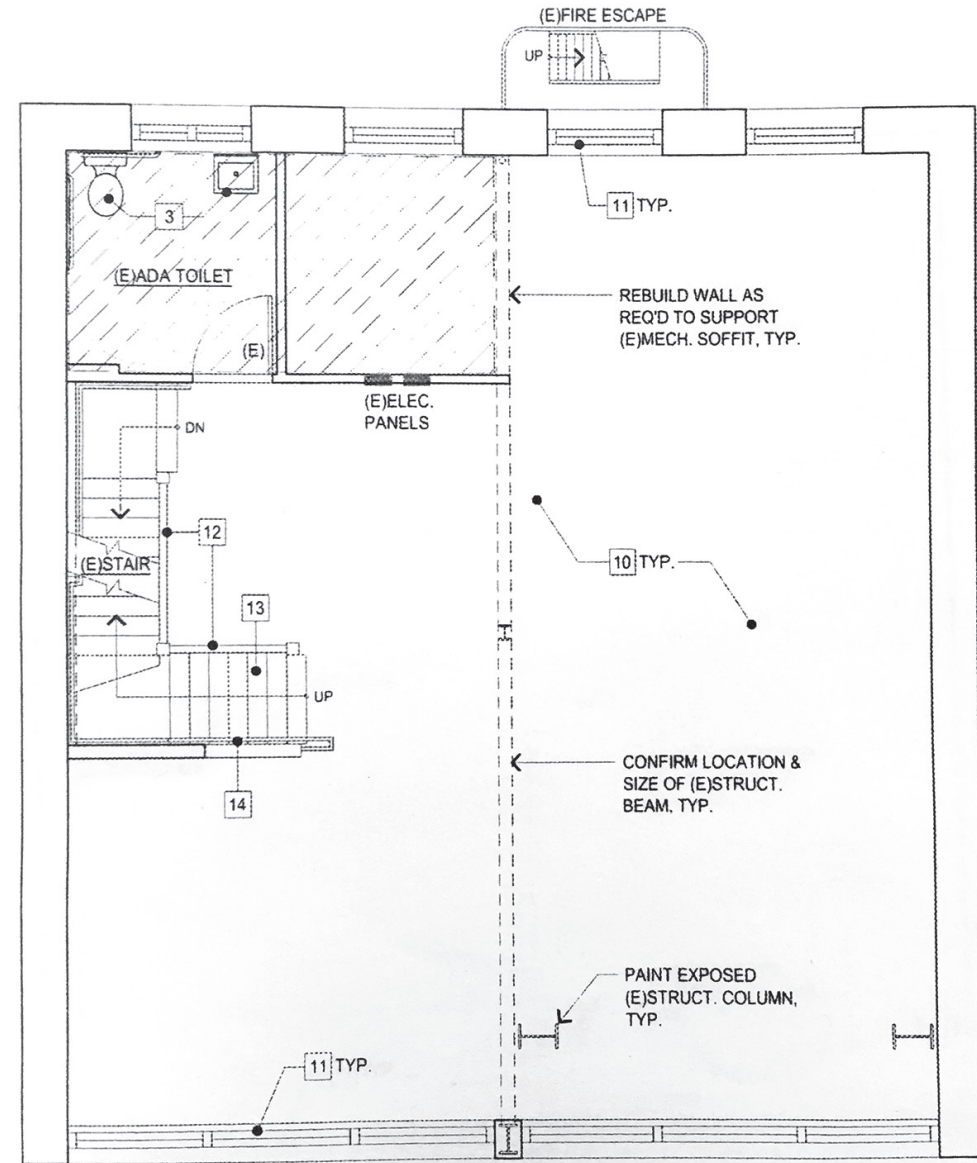 (E)FIRE ESCAPE
UP
11 TYP.
3
(E)ADA TOILET
REBUILD WALL AS
REQ'D TO SUPPORT
(E)MECH. SOFFIT, TYP.
(E)
(E)ELEC.
PANELS
DN
12
10 TYP.
(E)STAIR
13
UP
CONFIRM LOCATION &
SIZE OF (E)STRUCT.
BEAM, TYP.
14
PAINT EXPOSED
(E)STRUCT. COLUMN,
TYP.
11 TYP.